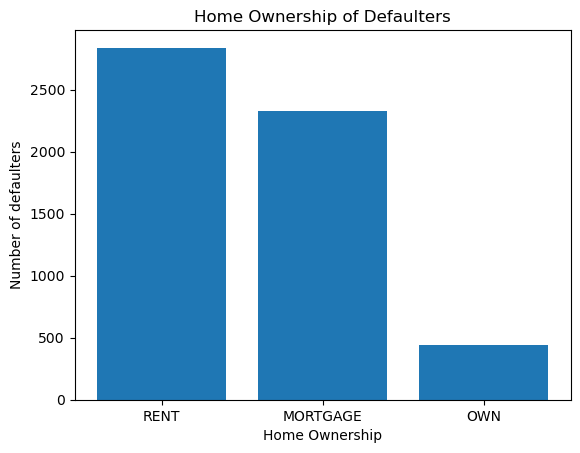 Home Ownership of Defaulters
Number of defaulters
2500
2000
1500
1000
500
0
RENT
MORTGAGE
OWN
Home Ownership